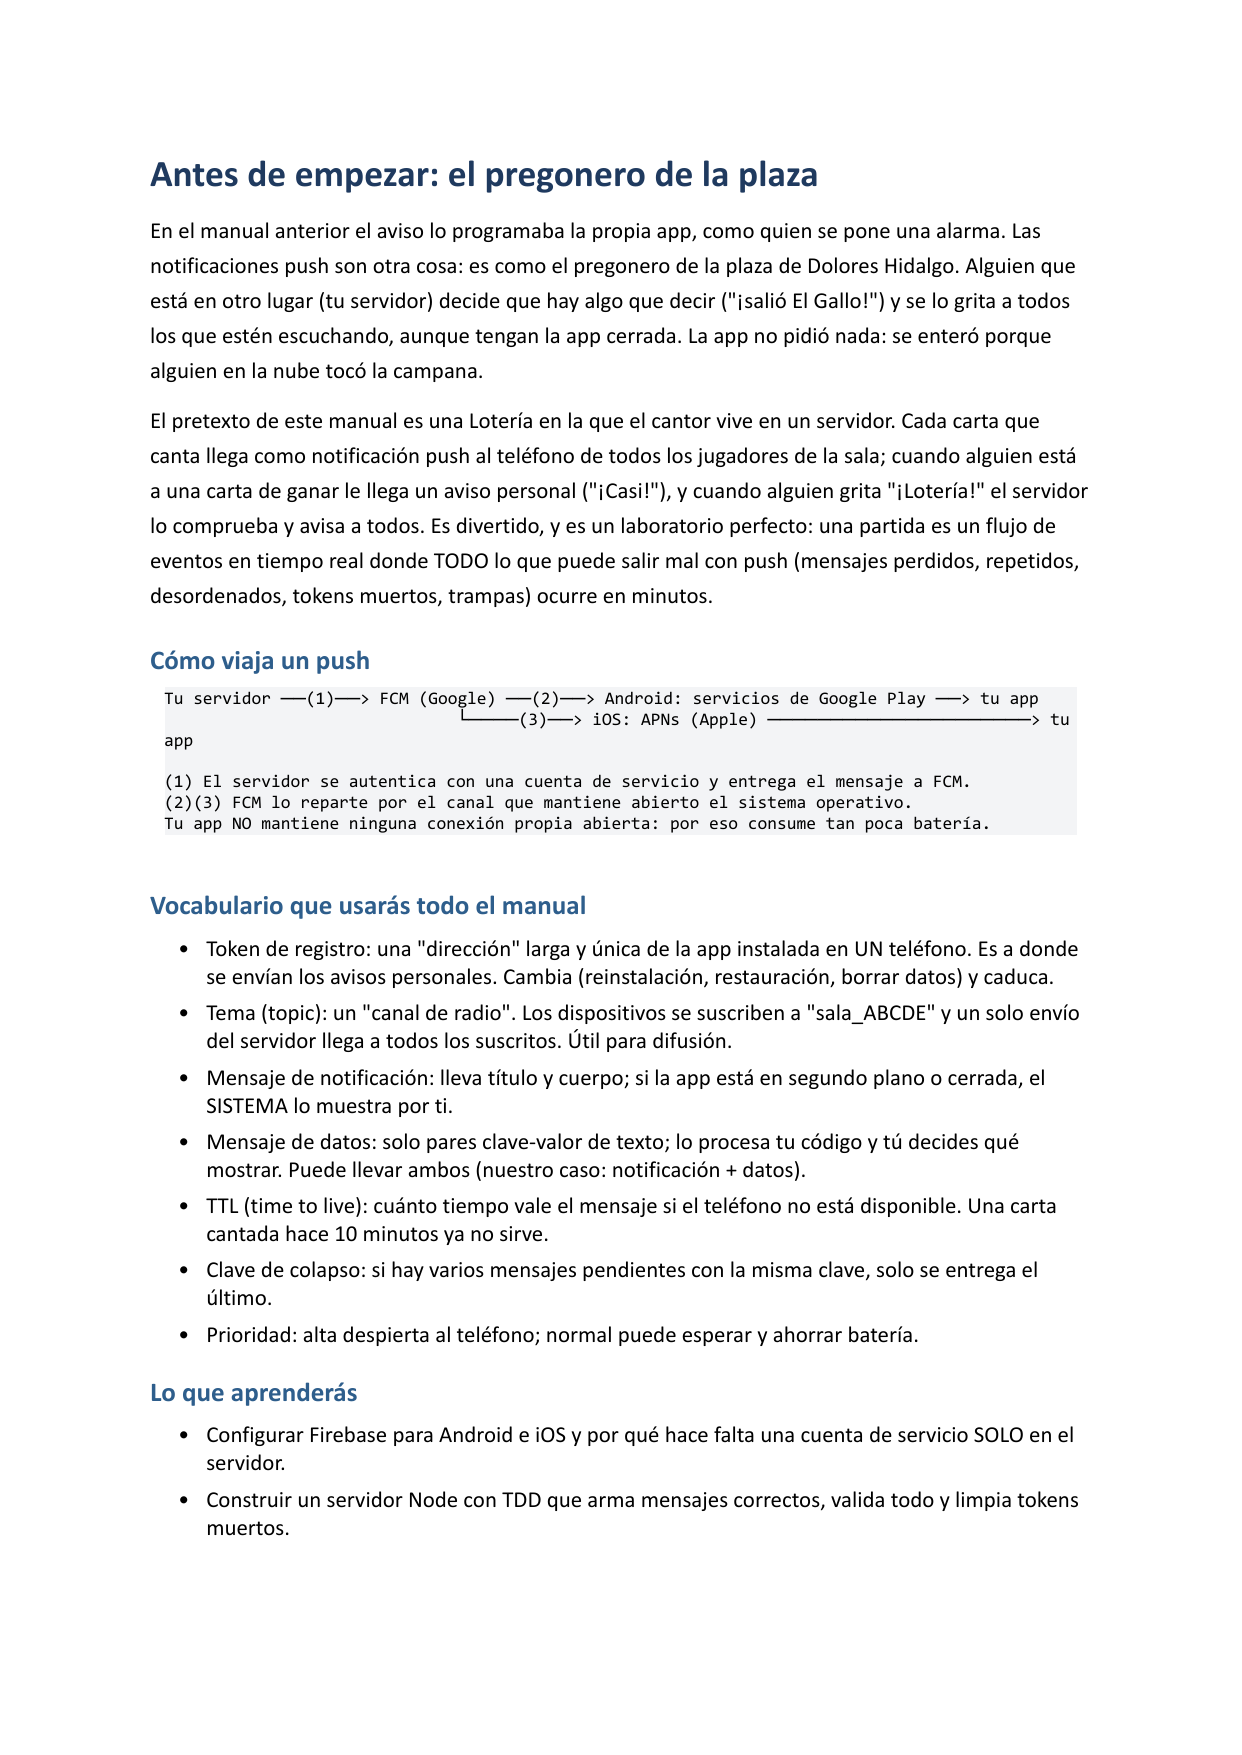 Antes de empezar: el pregonero de la plaza
En el manual anterior el aviso lo programaba la propia app, como quien se pone una alarma. Las
notificaciones push son otra cosa: es como el pregonero de la plaza de Dolores Hidalgo. Alguien que
está en otro lugar (tu servidor) decide que hay algo que decir ("¡salió El Gallo!") y se lo grita a todos
los que estén escuchando, aunque tengan la app cerrada. La app no pidió nada: se enteró porque
alguien en la nube tocó la campana.
El pretexto de este manual es una Lotería en la que el cantor vive en un servidor. Cada carta que
canta llega como notificación push al teléfono de todos los jugadores de la sala; cuando alguien está
a una carta de ganar le llega un aviso personal ("¡Casi!"), y cuando alguien grita "¡Lotería!" el servidor
lo comprueba y avisa a todos. Es divertido, y es un laboratorio perfecto: una partida es un flujo de
eventos en tiempo real donde TODO lo que puede salir mal con push (mensajes perdidos, repetidos,
desordenados, tokens muertos, trampas) ocurre en minutos.
Cómo viaja un push
Tu servidor ──(1)──> FCM (Google) ──(2)──> Android: servicios de Google Play ──> tu app
└─────(3)──> iOS: APNs (Apple) ───────────────────────────> tu
app
(1) El servidor se autentica con una cuenta de servicio y entrega el mensaje a FCM.
(2)(3) FCM lo reparte por el canal que mantiene abierto el sistema operativo.
Tu app NO mantiene ninguna conexión propia abierta: por eso consume tan poca batería.
Vocabulario que usarás todo el manual
• Token de registro: una "dirección" larga y única de la app instalada en UN teléfono. Es a donde
se envían los avisos personales. Cambia (reinstalación, restauración, borrar datos) y caduca.
• Tema (topic): un "canal de radio". Los dispositivos se suscriben a "sala_ABCDE" y un solo envío
del servidor llega a todos los suscritos. Útil para difusión.
• Mensaje de notificación: lleva título y cuerpo; si la app está en segundo plano o cerrada, el
SISTEMA lo muestra por ti.
• Mensaje de datos: solo pares clave-valor de texto; lo procesa tu código y tú decides qué
mostrar. Puede llevar ambos (nuestro caso: notificación + datos).
• TTL (time to live): cuánto tiempo vale el mensaje si el teléfono no está disponible. Una carta
cantada hace 10 minutos ya no sirve.
• Clave de colapso: si hay varios mensajes pendientes con la misma clave, solo se entrega el
último.
• Prioridad: alta despierta al teléfono; normal puede esperar y ahorrar batería.
Lo que aprenderás
• Configurar Firebase para Android e iOS y por qué hace falta una cuenta de servicio SOLO en el
servidor.
• Construir un servidor Node con TDD que arma mensajes correctos, valida todo y limpia tokens
muertos.